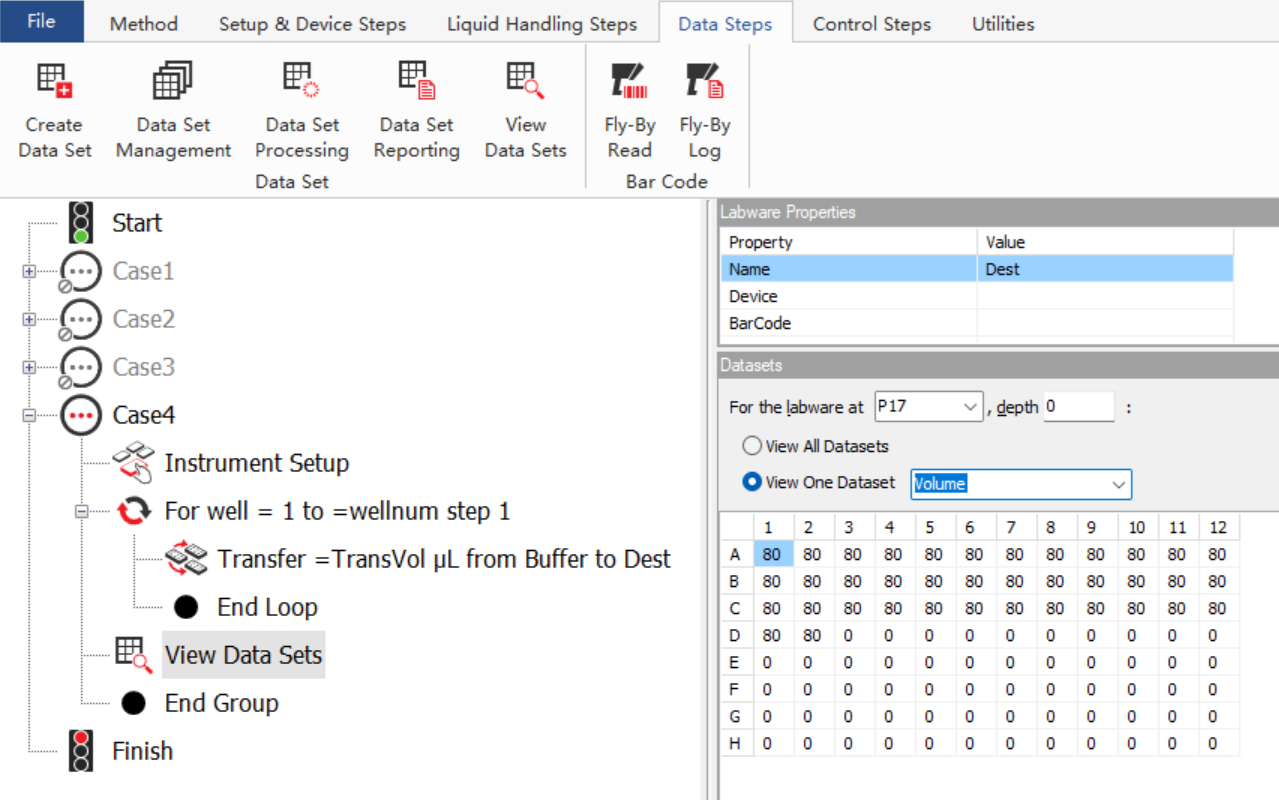 File Method Setup & Device Steps Liquid Handling Steps Data Steps Control Steps Utilities
Create Data Set
Data Set Management
Data Set Processing
Data Set Reporting
View Data Sets
Fly-By Read
Fly-By Log
Data Set
Bar Code
Start
Case1
Case2
Case3
Case4
Instrument Setup
For well = 1 to =wellnum step 1
Transfer =TransVol µL from Buffer to Dest
End Loop
View Data Sets
End Group
Finish
Labware Properties
Property Value
Name Dest
Device
BarCode
Datasets
For the labware at P17 , depth 0 :
View All Datasets
View One Dataset Volume
1 2 3 4 5 6 7 8 9 10 11 12
A 80 80 80 80 80 80 80 80 80 80 80 80
B 80 80 80 80 80 80 80 80 80 80 80 80
C 80 80 80 80 80 80 80 80 80 80 80 80
D 80 80 0 0 0 0 0 0 0 0 0 0
E 0 0 0 0 0 0 0 0 0 0 0 0
F 0 0 0 0 0 0 0 0 0 0 0 0
G 0 0 0 0 0 0 0 0 0 0 0 0
H 0 0 0 0 0 0 0 0 0 0 0 0